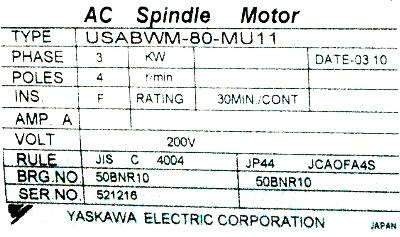 AC Spindle Motor
TYPE USABWM-80-MU11
PHASE 3 KW DATE-03 10
POLES 4 r/min
INS. F RATING 30MIN./CONT
AMP. A
VOLT 200V
RULE JIS C 4004 JP44 JCAOFA4S
BRG.NO. 50BNR10 50BNR10
SER NO. 521216
YASKAWA ELECTRIC CORPORATION JAPAN